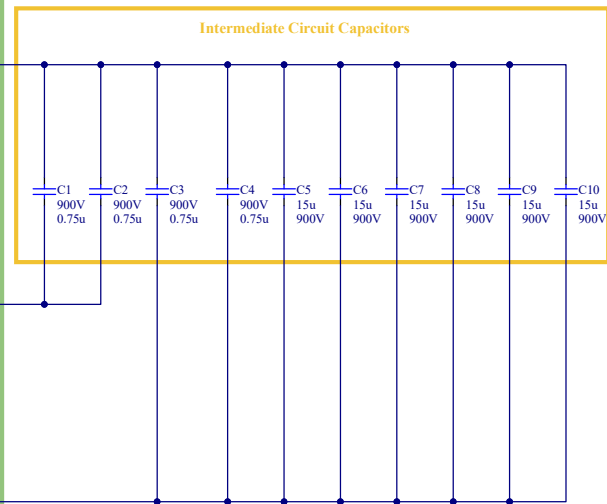 Intermediate Circuit Capacitors
C1
900V
0.75u
C2
900V
0.75u
C3
900V
0.75u
C4
900V
0.75u
C5
15u
900V
C6
15u
900V
C7
15u
900V
C8
15u
900V
C9
15u
900V
C10
15u
900V